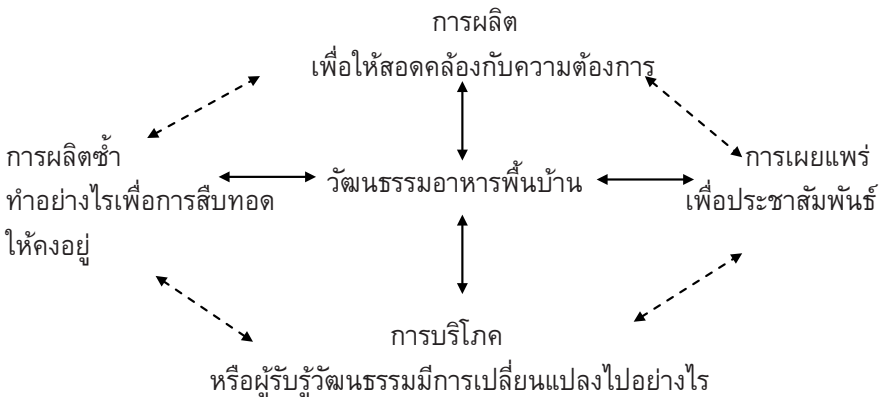 การผลิต
เพื่อให้สอดคล้องกับความต้องการ
การผลิตซ้ำ
ทำอย่างไรเพื่อการสืบทอด
ให้คงอยู่
วัฒนธรรมอาหารพื้นบ้าน
การเผยแพร่
เพื่อประชาสัมพันธ์
การบริโภค
หรือผู้รับรู้วัฒนธรรมมีการเปลี่ยนแปลงไปอย่างไร